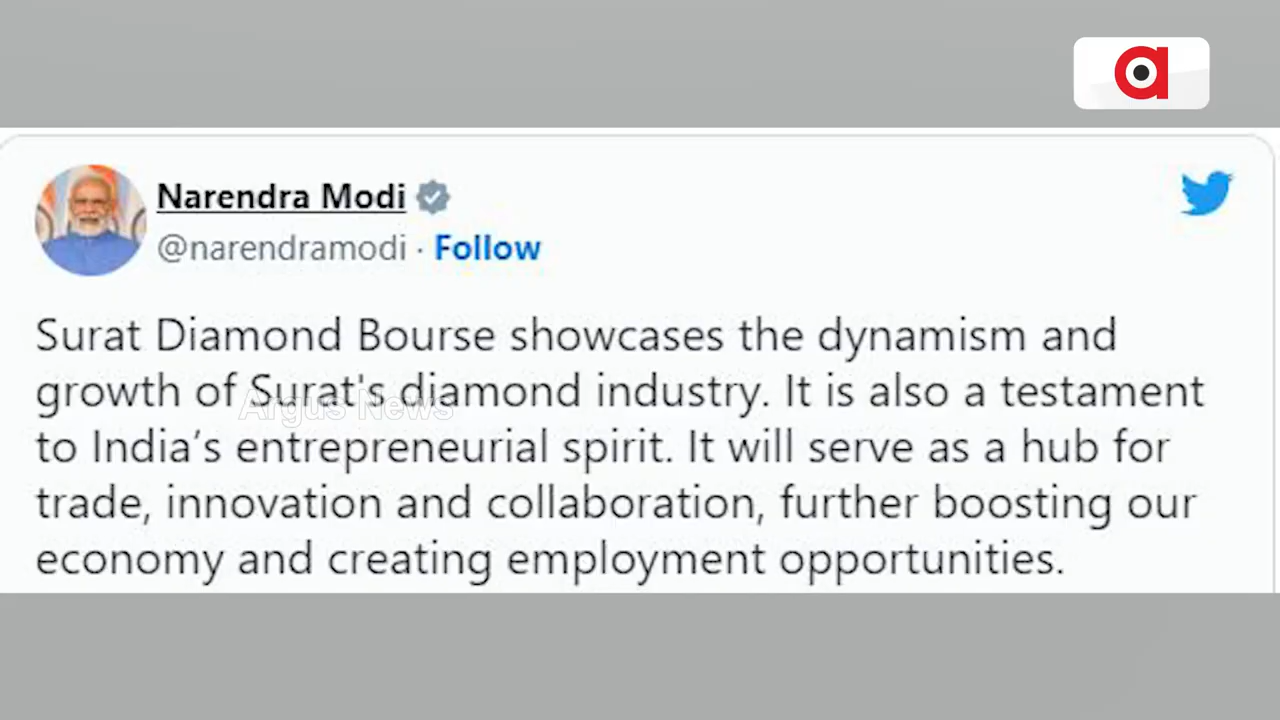 Narendra Modi
@narendramodi · Follow
Surat Diamond Bourse showcases the dynamism and
growth of Surat's diamond industry. It is also a testament
to India’s entrepreneurial spirit. It will serve as a hub for
trade, innovation and collaboration, further boosting our
economy and creating employment opportunities.
Argus News
a